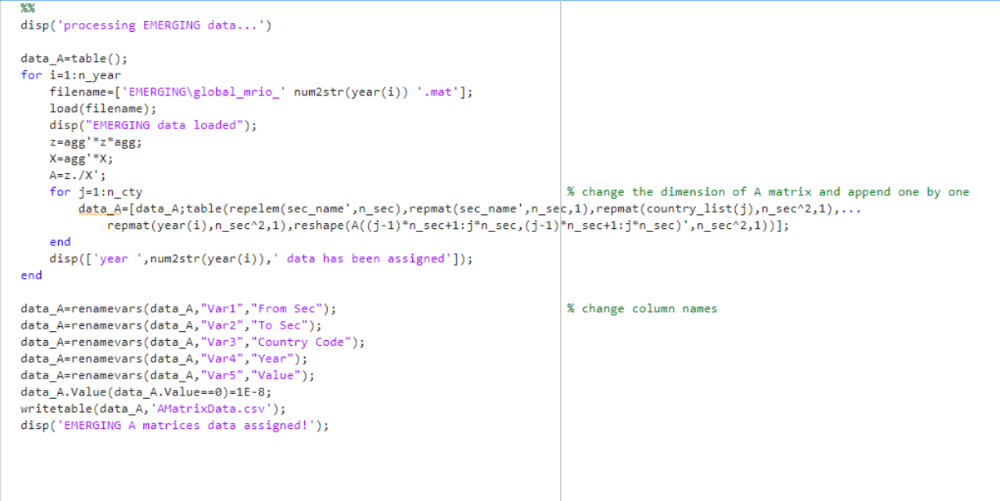 %%
disp('processing EMERGING data...')
data_A=table();
for i=1:n_year
filename=['EMERGING\global_mrio_' num2str(year(i)) '.mat'];
load(filename);
disp("EMERGING data loaded");
z=agg'*z*agg;
X=agg'*X;
A=z./X';
for j=1:n_cty % change the dimension of A matrix and append one by one
data_A=[data_A;table(repelem(sec_name',n_sec),repmat(sec_name',n_sec,1),repmat(country_list(j),n_sec^2,1),...
repmat(year(i),n_sec^2,1),reshape(A((j-1)*n_sec+1:j*n_sec,(j-1)*n_sec+1:j*n_sec)',n_sec^2,1))];
end
disp(['year ',num2str(year(i)),' data has been assigned']);
end
data_A=renamevars(data_A,"Var1","From Sec"); % change column names
data_A=renamevars(data_A,"Var2","To Sec");
data_A=renamevars(data_A,"Var3","Country Code");
data_A=renamevars(data_A,"Var4","Year");
data_A=renamevars(data_A,"Var5","Value");
data_A.Value(data_A.Value==0)=1E-8;
writetable(data_A,'AMatrixData.csv');
disp('EMERGING A matrices data assigned!');